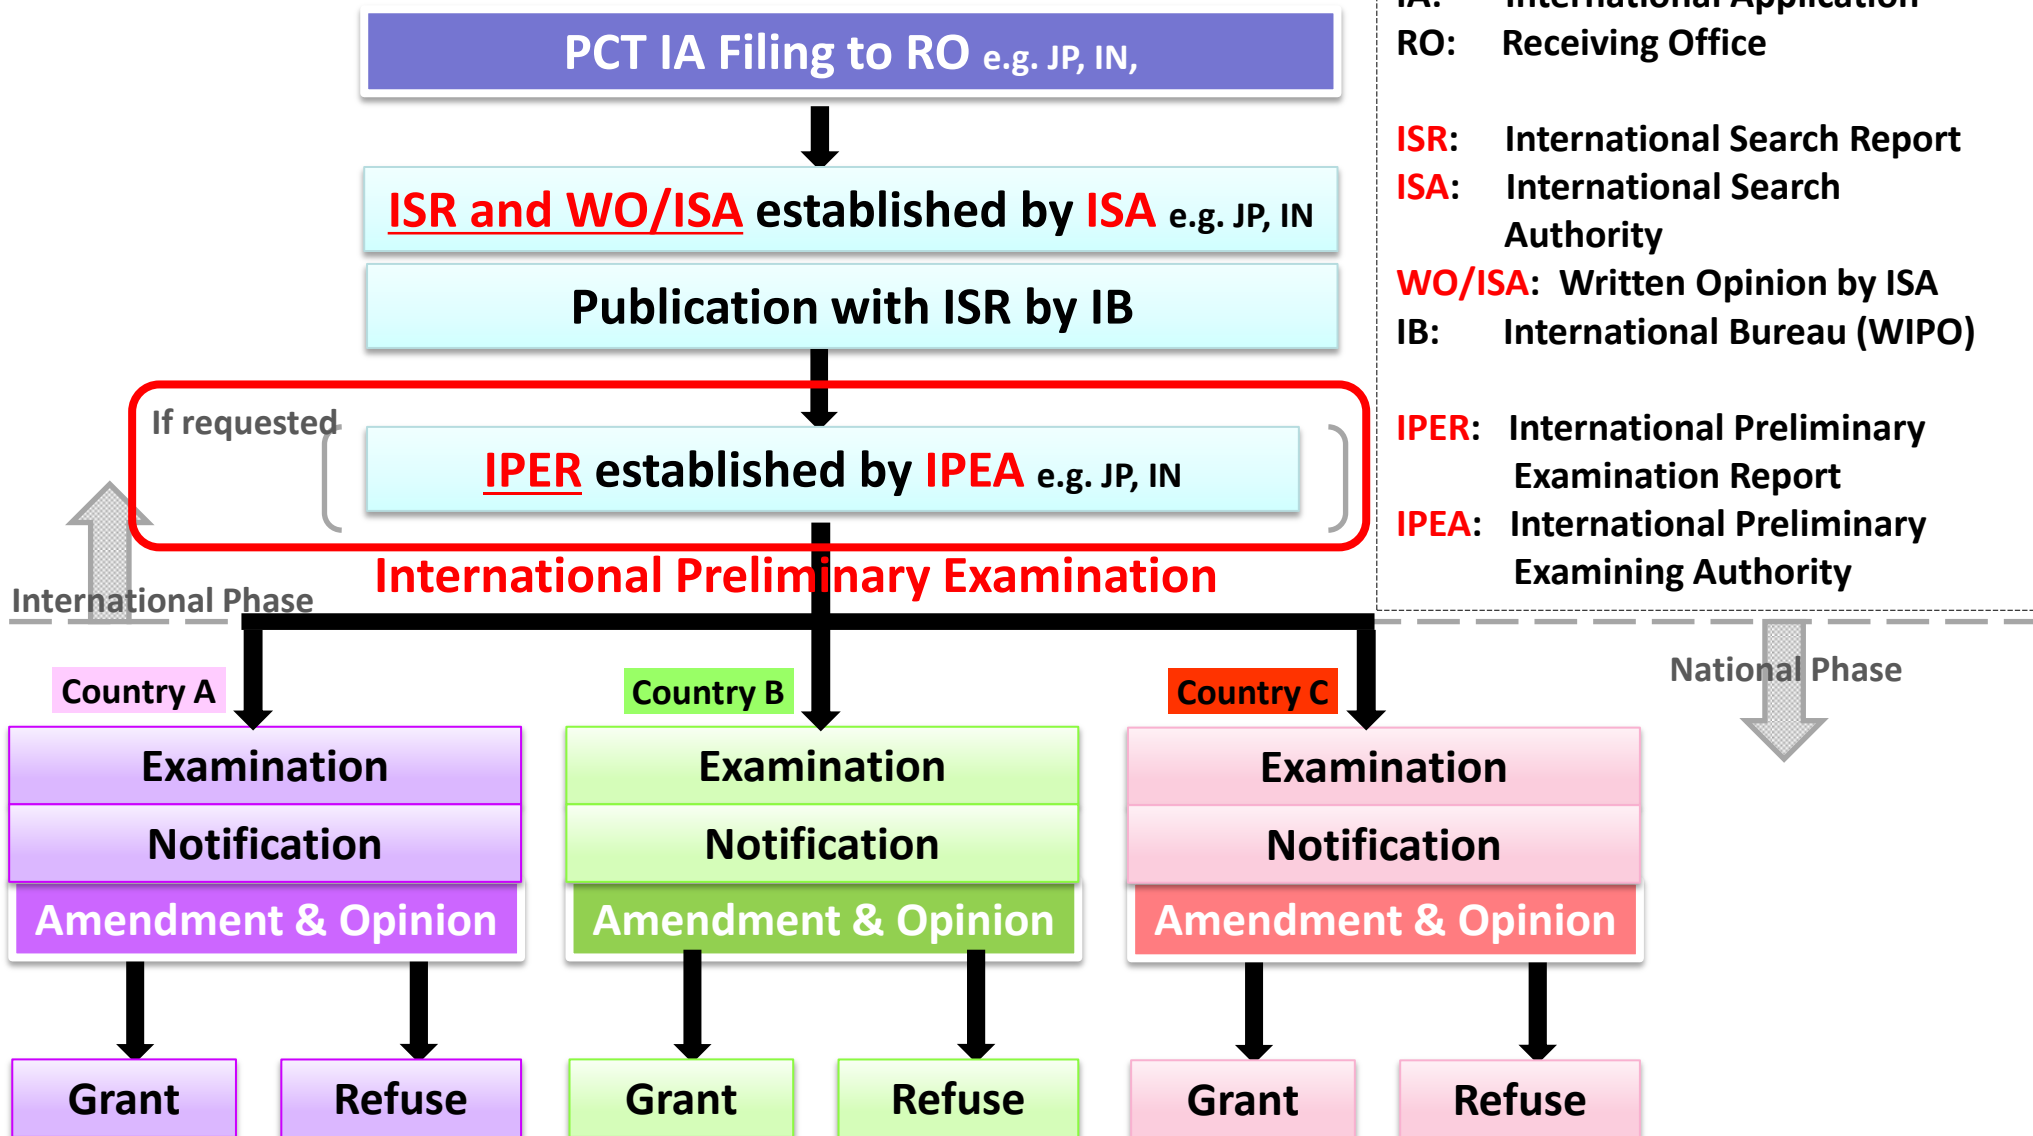 PCT IA Filing to RO e.g. JP, IN,
ISR and WO/ISA established by ISA e.g. JP, IN
Publication with ISR by IB
If requested
IPER established by IPEA e.g. JP, IN
International Preliminary Examination
International Phase
IA: International Application
RO: Receiving Office
ISR: International Search Report
ISA: International Search
Authority
WO/ISA: Written Opinion by ISA
IB: International Bureau (WIPO)
IPER: International Preliminary
Examination Report
IPEA: International Preliminary
Examining Authority
National Phase
Country A
Country B
Country C
Examination
Notification
Amendment & Opinion
Grant
Refuse
Examination
Notification
Amendment & Opinion
Grant
Refuse
Examination
Notification
Amendment & Opinion
Grant
Refuse